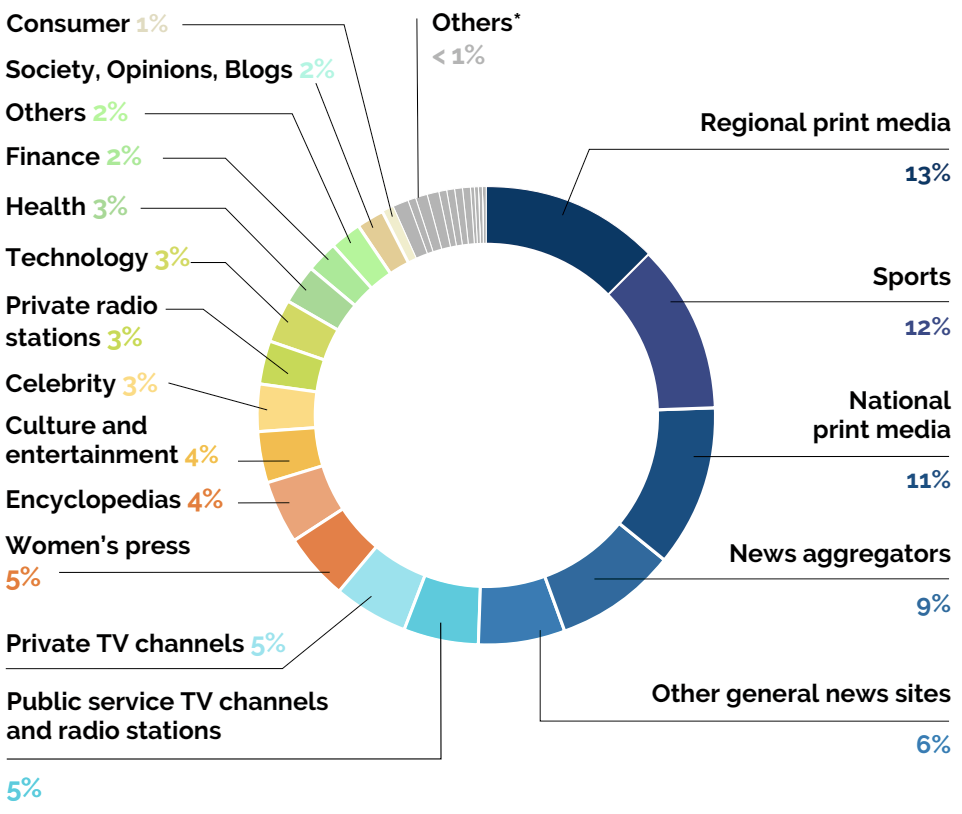 Consumer 1%
Society, Opinions, Blogs 2%
Others 2%
Finance 2%
Health 3%
Technology 3%
Private radio
stations 3%
Celebrity 3%
Culture and
entertainment 4%
Encyclopedias 4%
Women’s press
5%
Private TV channels 5%
Public service TV channels
and radio stations
5%
Others*
< 1%
Regional print media
13%
Sports
12%
National
print media
11%
News aggregators
9%
Other general news sites
6%